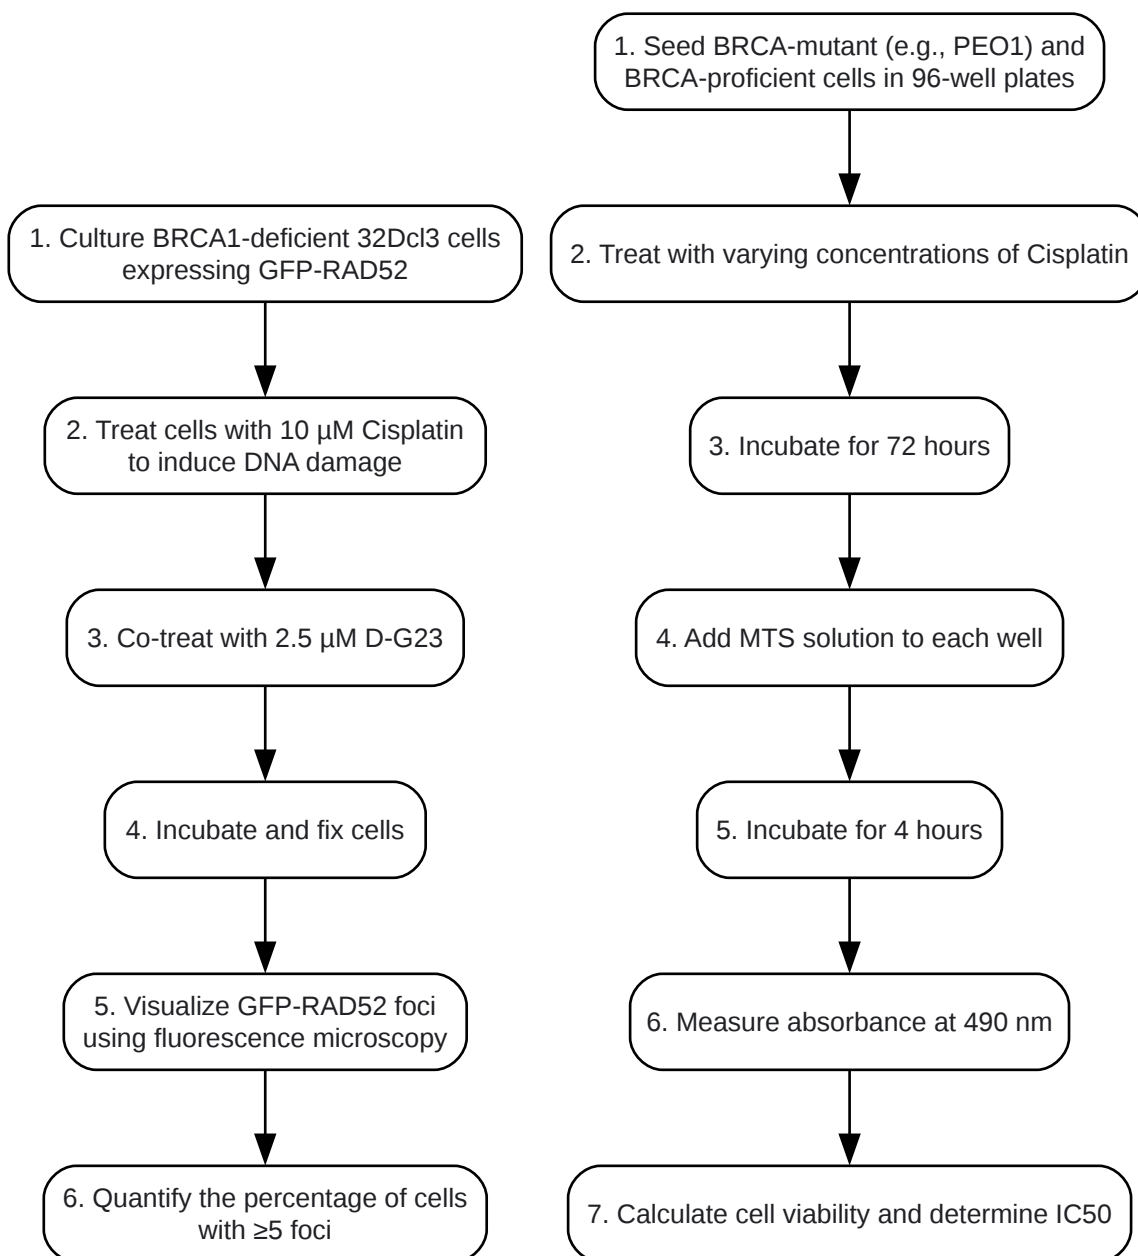 1. Culture BRCA1-deficient 32Dcl3 cells
expressing GFP-RAD52
2. Treat cells with 10 µM Cisplatin
to induce DNA damage
3. Co-treat with 2.5 µM D-G23
4. Incubate and fix cells
5. Visualize GFP-RAD52 foci
using fluorescence microscopy
6. Quantify the percentage of cells
with ≥5 foci
1. Seed BRCA-mutant (e.g., PEO1) and
BRCA-proficient cells in 96-well plates
2. Treat with varying concentrations of Cisplatin
3. Incubate for 72 hours
4. Add MTS solution to each well
5. Incubate for 4 hours
6. Measure absorbance at 490 nm
7. Calculate cell viability and determine IC50